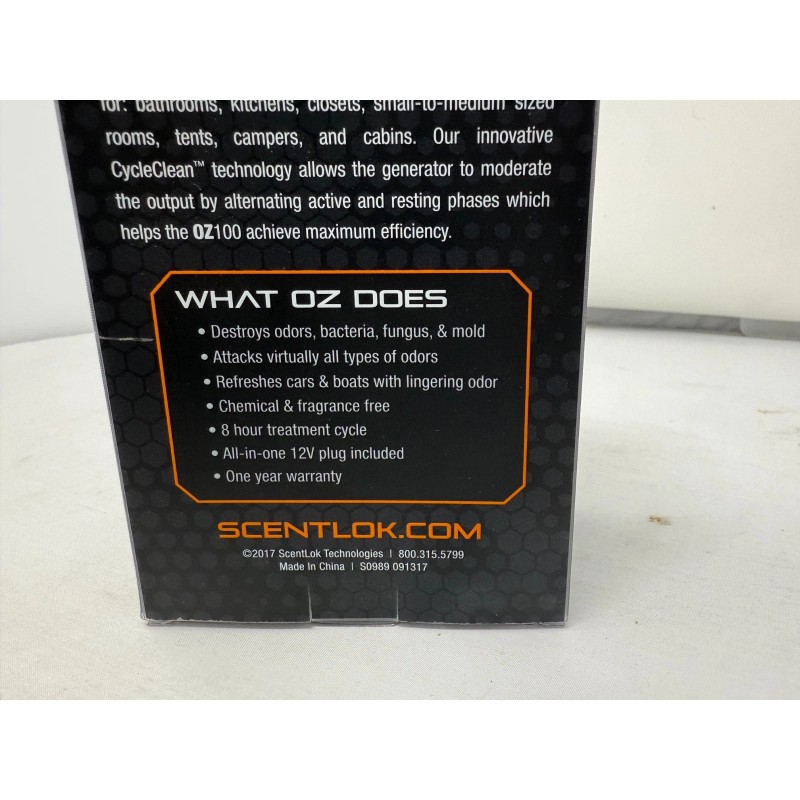 for: bathrooms, kitchens, closets, small-to-medium sized
rooms, tents, campers, and cabins. Our innovative
CycleClean™ technology allows the generator to moderate
the output by alternating active and resting phases which
helps the OZ100 achieve maximum efficiency.
WHAT OZ DOES
• Destroys odors, bacteria, fungus, & mold
• Attacks virtually all types of odors
• Refreshes cars & boats with lingering odor
• Chemical & fragrance free
• 8 hour treatment cycle
• All-in-one 12V plug included
• One year warranty
SCENTLOK.COM
©2017 ScentLok Technologies | 800.315.5799
Made In China | S0989 091317